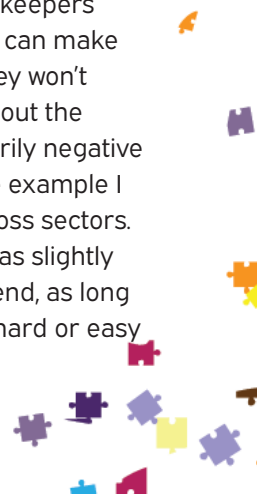 keepers
can make
ey won't
out the
rily negative
example I
oss sectors.
as slightly
end, as long
hard or easy